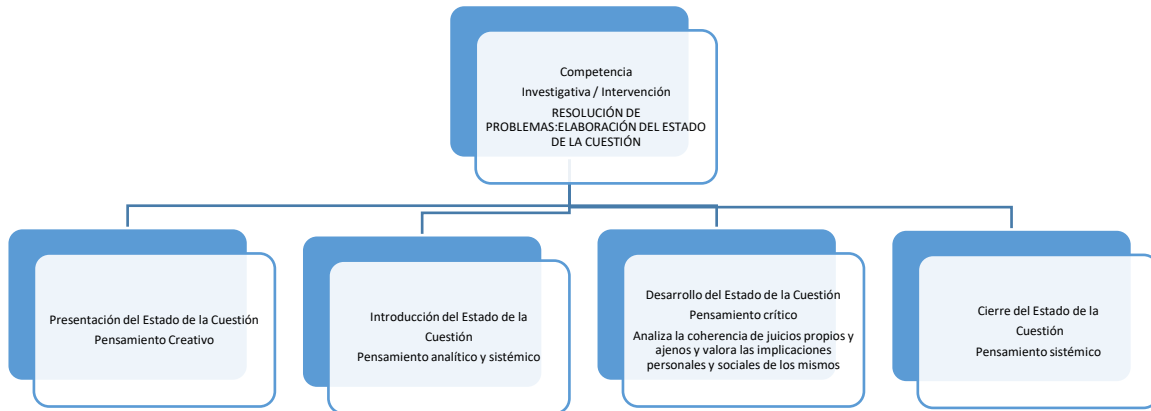 Competencia
Investigativa / Intervención
RESOLUCIÓN DE
PROBLEMAS:ELABORACIÓN DEL ESTADO
DE LA CUESTIÓN
Presentación del Estado de la Cuestión
Pensamiento Creativo
Introducción del Estado de la
Cuestión
Pensamiento analítico y sistémico
Desarrollo del Estado de la Cuestión
Pensamiento crítico
Analiza la coherencia de juicios propios y
ajenos y valora las implicaciones
personales y sociales de los mismos
Cierre del Estado de la
Cuestión
Pensamiento sistémico